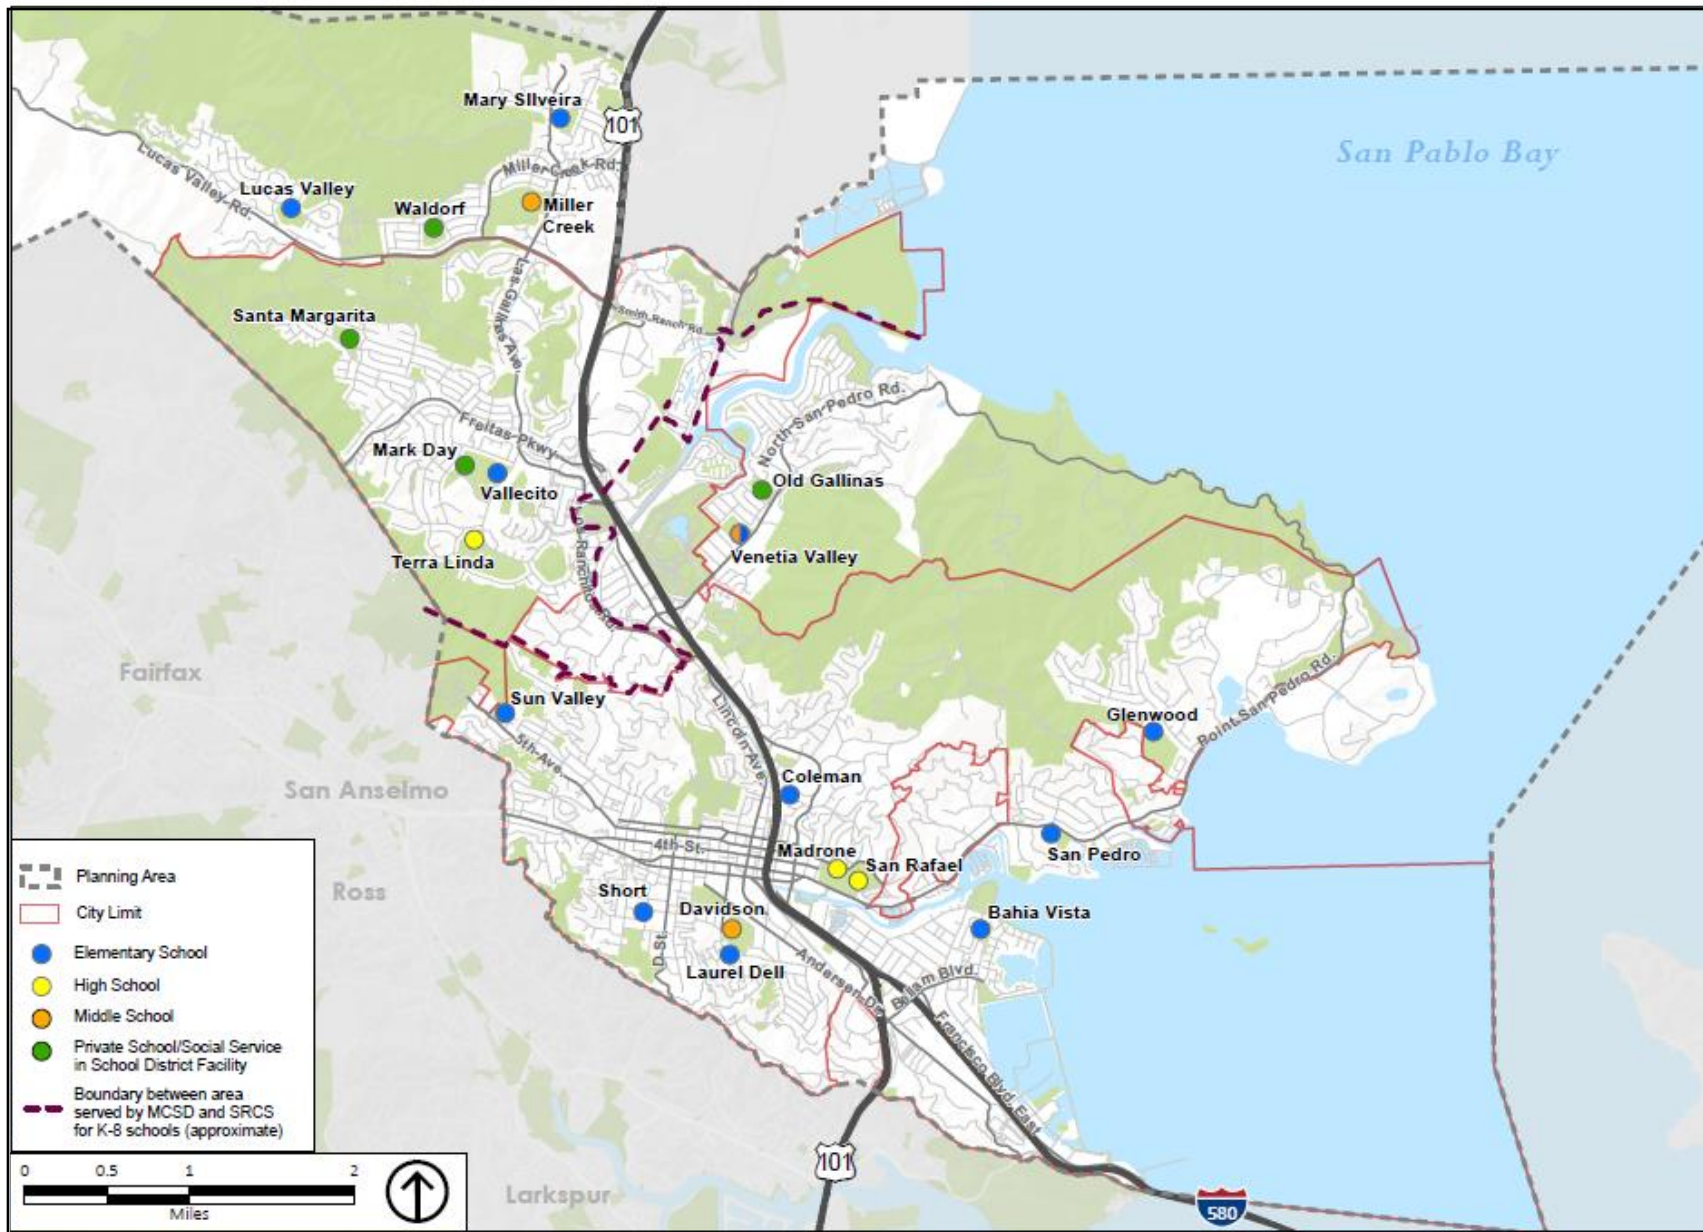 Mary SIlveira
101
San Pablo Bay
Miller Creek Rd.
Lucas Valley Rd.
Lucas Valley
Waldorf
Miller
Creek
Las Gallinas Ave.
Smith Ranch Rd.
Santa Margarita
North San Pedro Rd.
Freitas Pkwy
Mark Day
Vallecito
Old Gallinas
Los Ranchitos Rd.
Venetia Valley
Terra Linda
Fairfax
Sun Valley
Lincoln Ave.
Glenwood
Point San Pedro Rd.
5th Ave.
San Anselmo
Coleman
4th St.
Madrone
San Rafael
San Pedro
Ross
Short
Davidson
Bahia Vista
D St.
Laurel Dell
Andersen Dr.
Bellam Blvd.
Francisco Blvd. East
Planning Area
City Limit
Elementary School
High School
Middle School
Private School/Social Service
in School District Facility
Boundary between area
served by MCSD and SRCS
for K-8 schools (approximate)
0 0.5 1 2
Miles
101
Larkspur
580